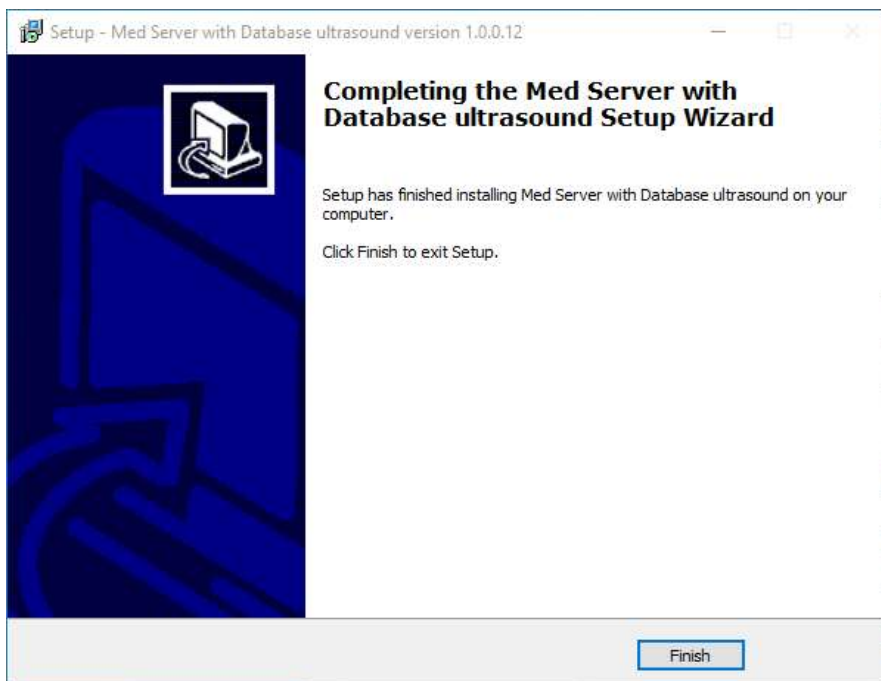 Setup - Med Server with Database ultrasound version 1.0.0.12
Completing the Med Server with
Database ultrasound Setup Wizard
Setup has finished installing Med Server with Database ultrasound on your
computer.
Click Finish to exit Setup.
Finish